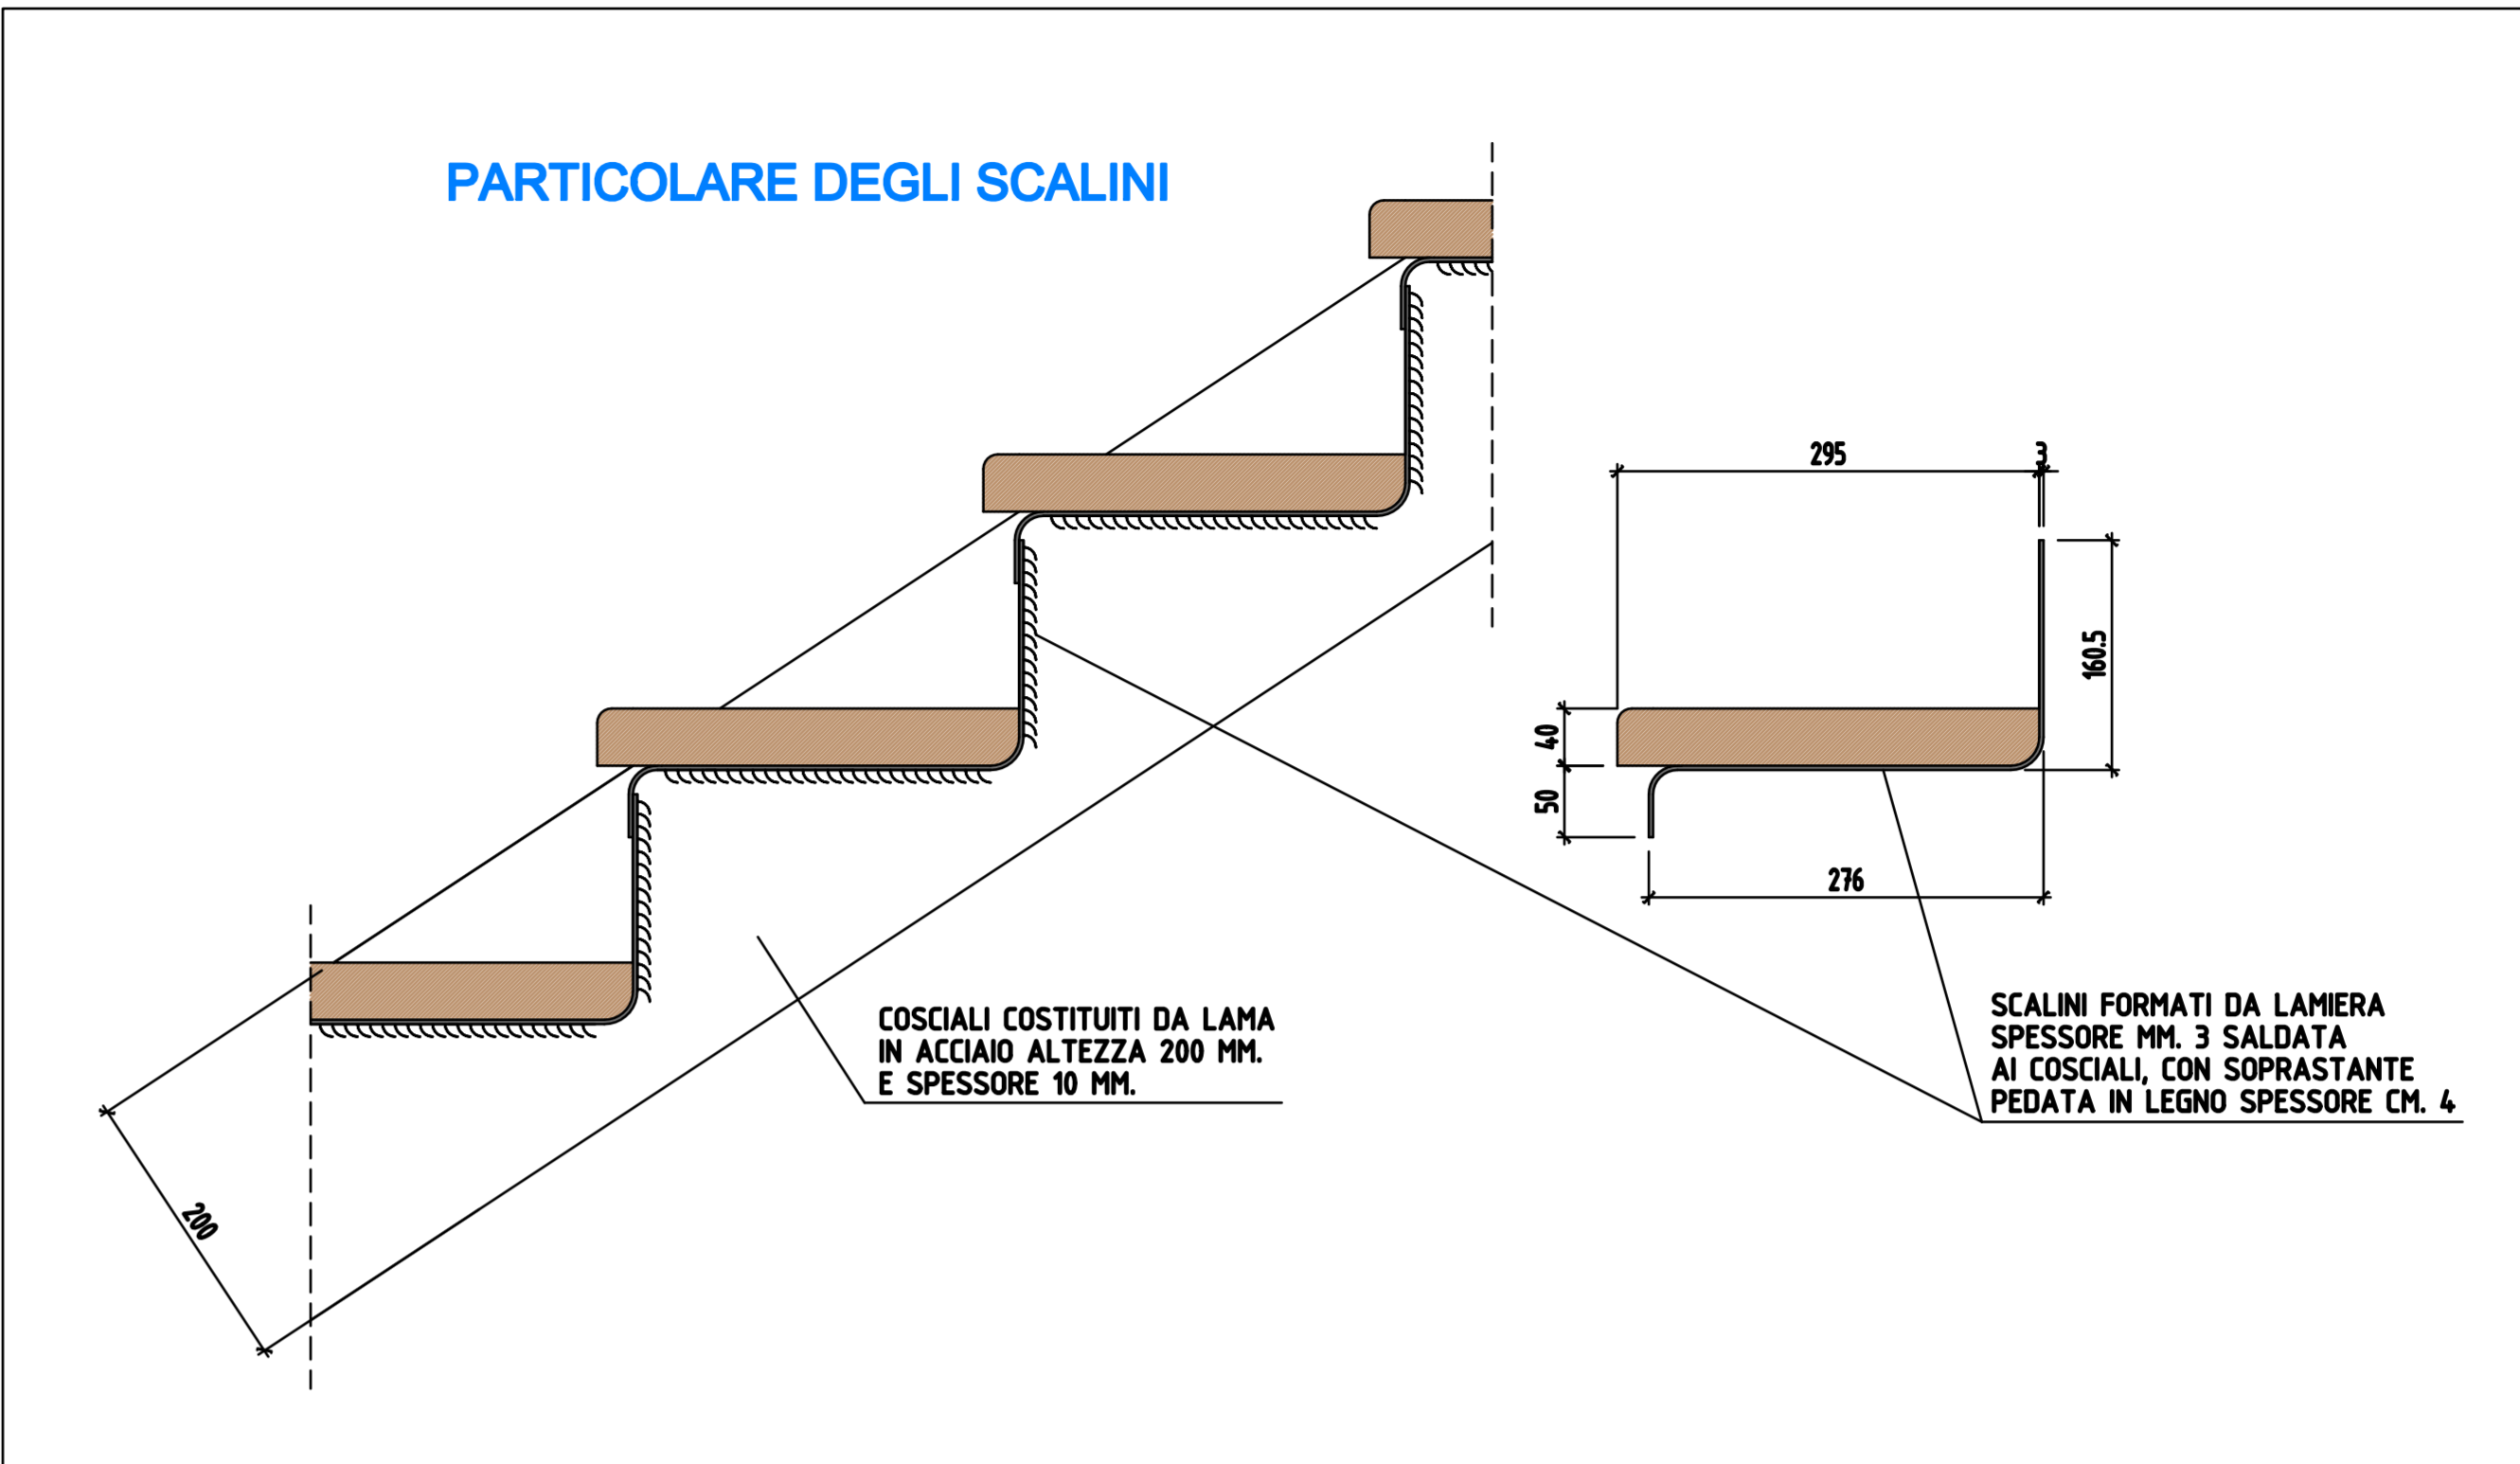 PARTICOLARE DEGLI SCALINI
295
3
160.5
40
50
276
200
COSCIALI COSTITUITI DA LAMA
IN ACCIAIO ALTEZZA 200 MM.
E SPESSORE 10 MM.
SCALINI FORMATI DA LAMIERA
SPESSORE MM. 3 SALDATA
AI COSCIALI, CON SOPRASTANTE
PEDATA IN LEGNO SPESSORE CM. 4